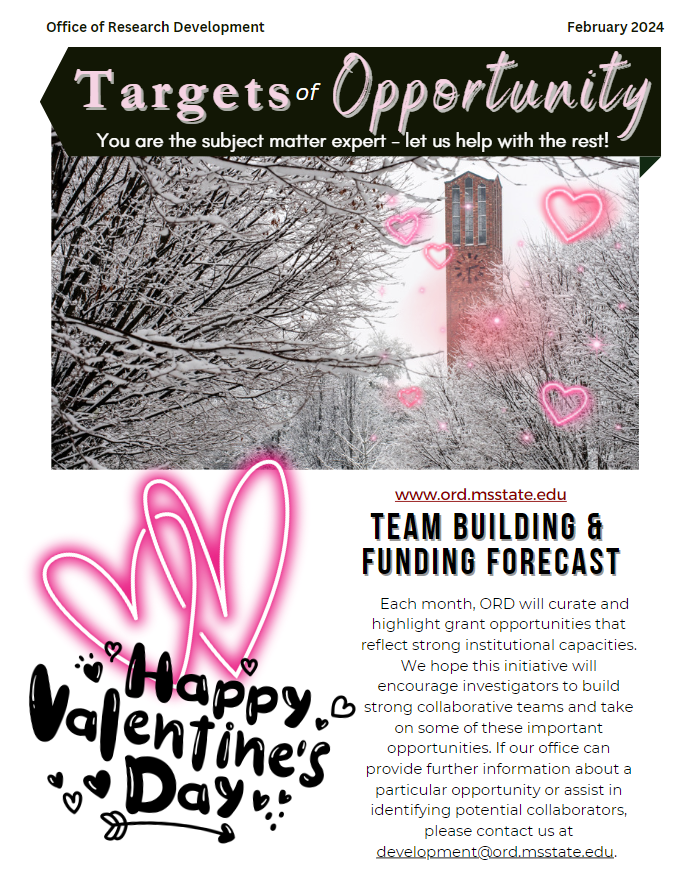 Office of Research Development
February 2024
Targets of Opportunity
You are the subject matter expert – let us help with the rest!
www.ord.msstate.edu
TEAM BUILDING &
FUNDING FORECAST
Each month, ORD will curate and
highlight grant opportunities that
reflect strong institutional capacities.
We hope this initiative will
encourage investigators to build
strong collaborative teams and take
on some of these important
opportunities. If our office can
provide further information about a
particular opportunity or assist in
identifying potential collaborators,
please contact us at
development@ord.msstate.edu.
Happy
Valentine's
Day